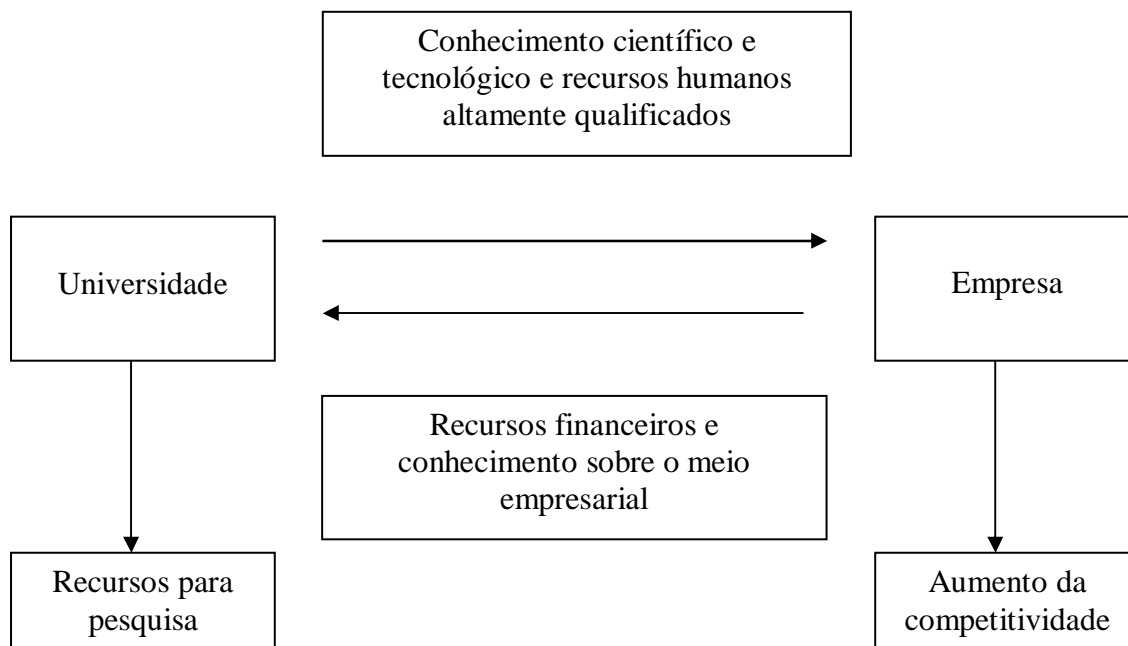 Conhecimento científico e
tecnológico e recursos humanos
altamente qualificados
Universidade
Empresa
Recursos financeiros e
conhecimento sobre o meio
empresarial
Recursos para
pesquisa
Aumento da
competitividade